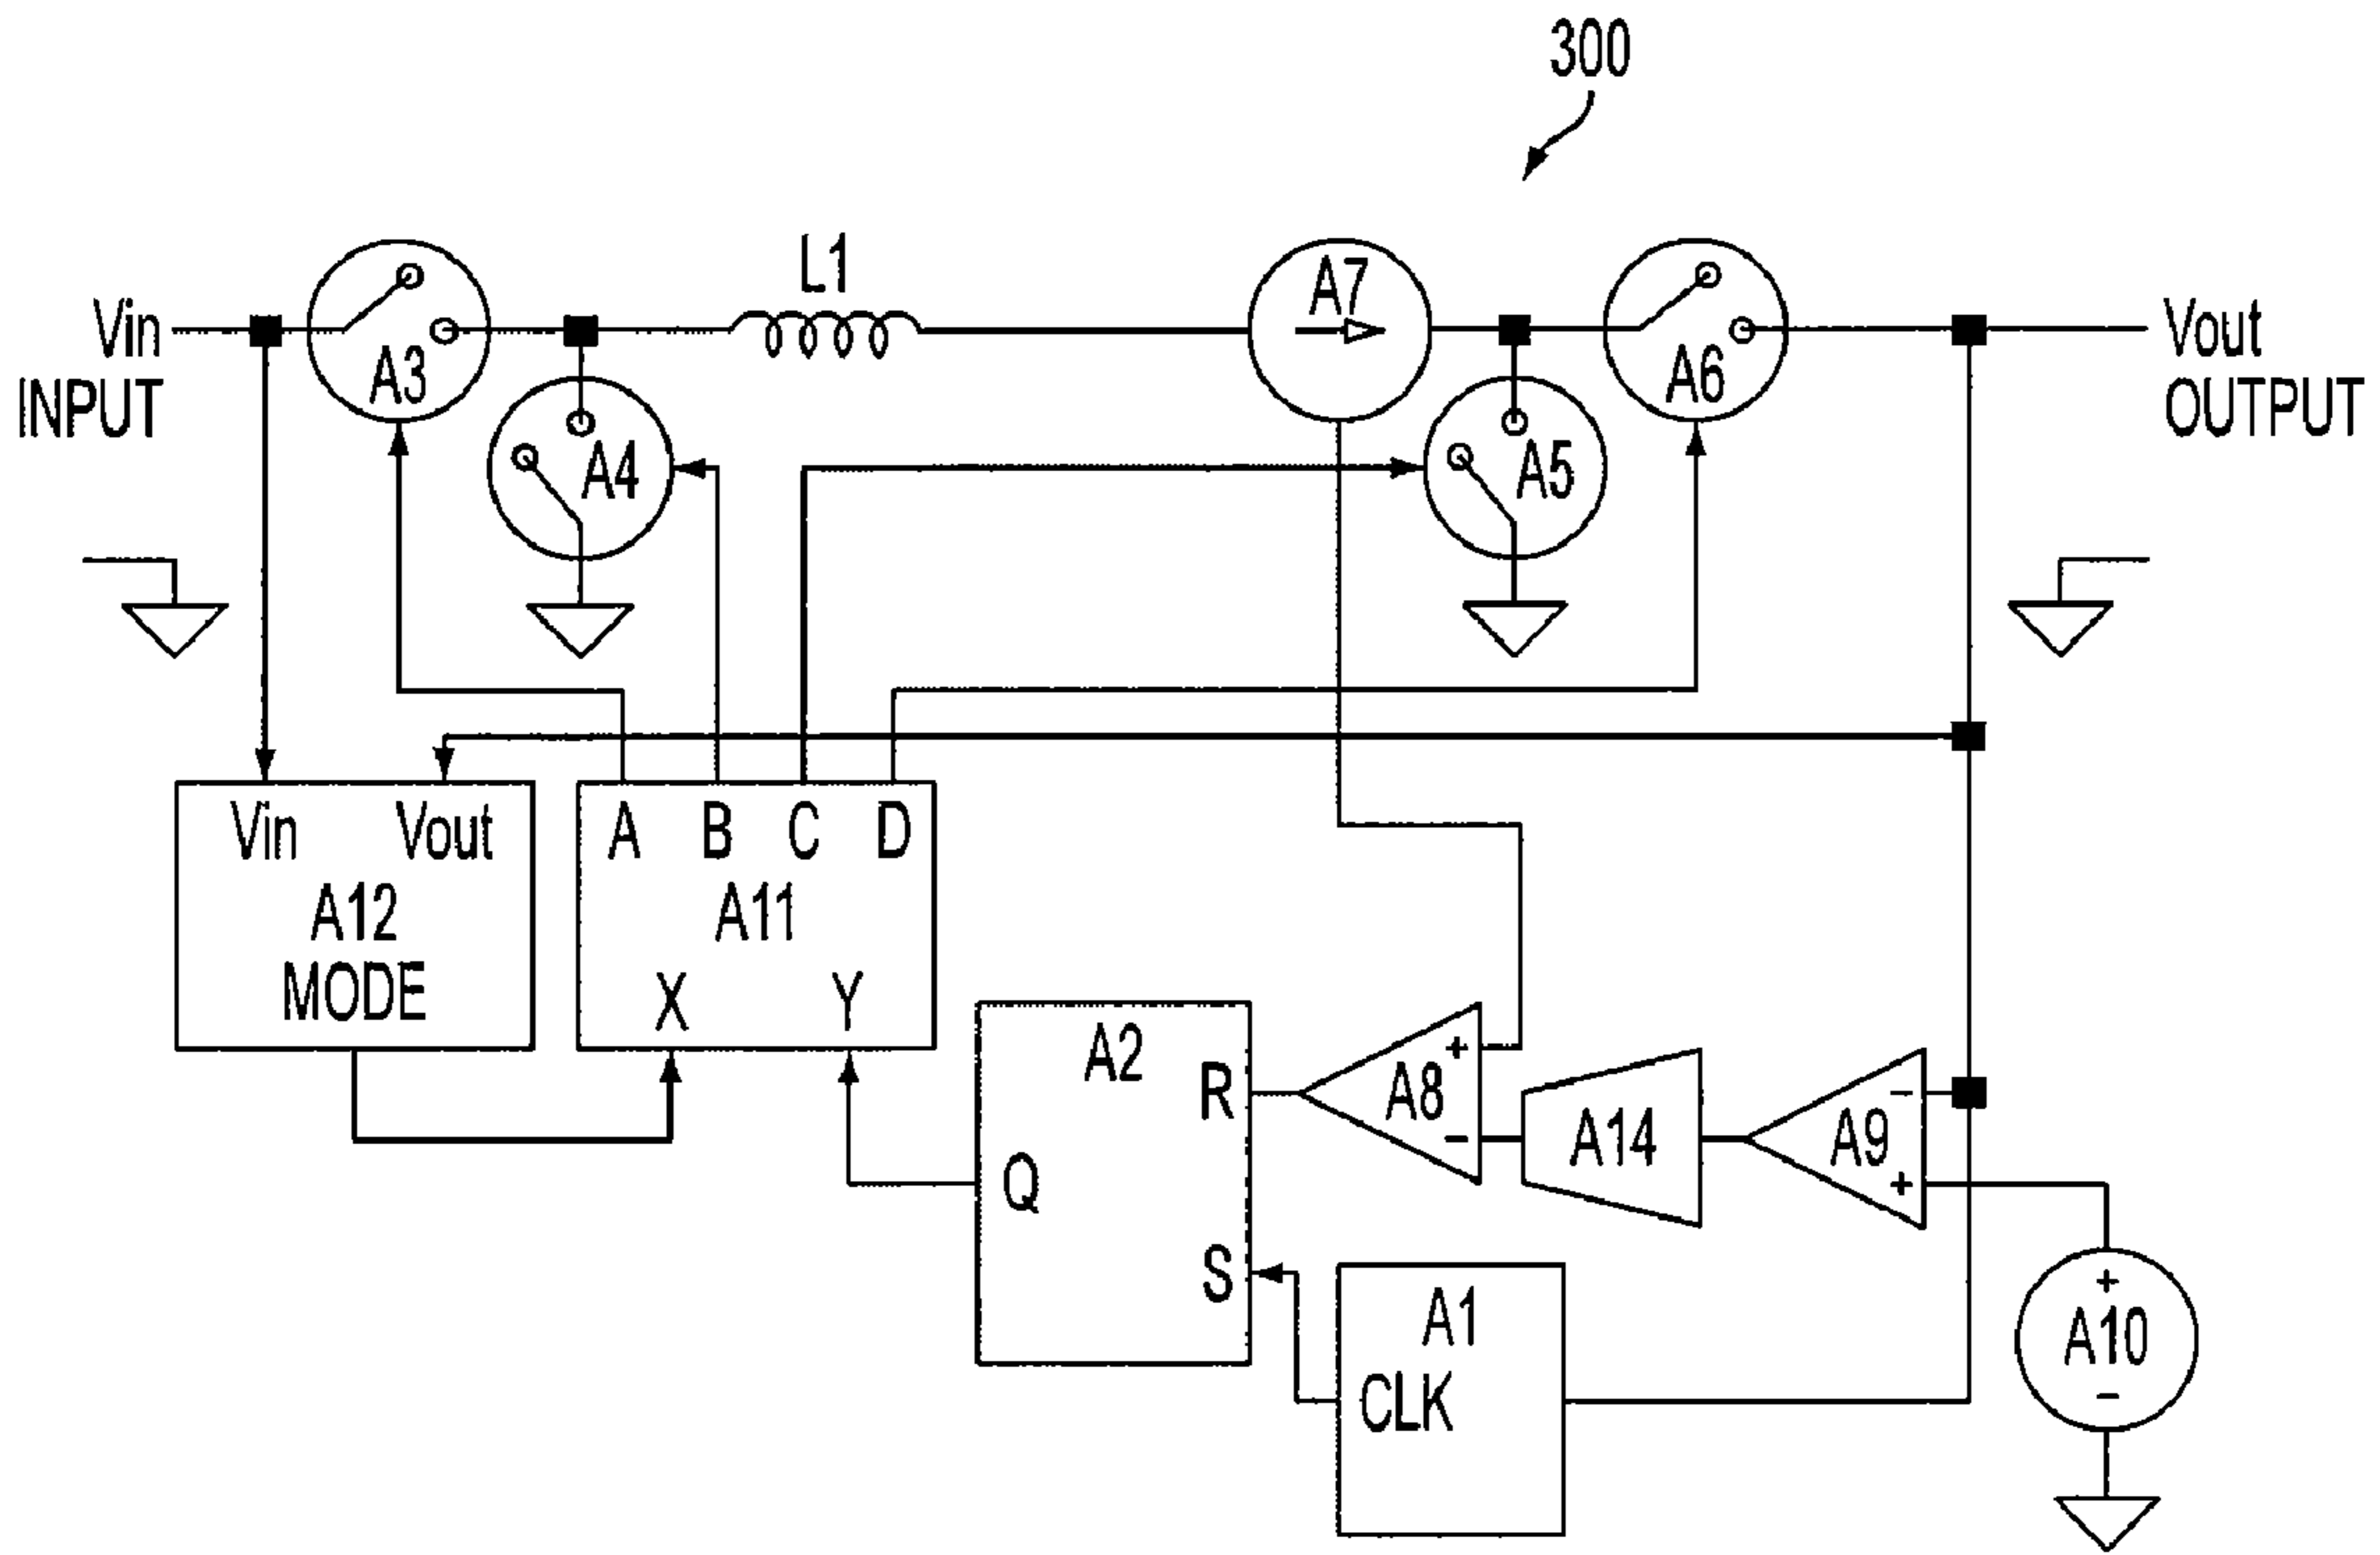 300
L1
A7
Vin
INPUT
A3
A6
Vout
OUTPUT
A4
A5
Vin Vout
A12
MODE
A B C D
A11
X Y
A2
R
Q
S
+
A8
-
A14
-
A9
+
A1
CLK
+
A10
-